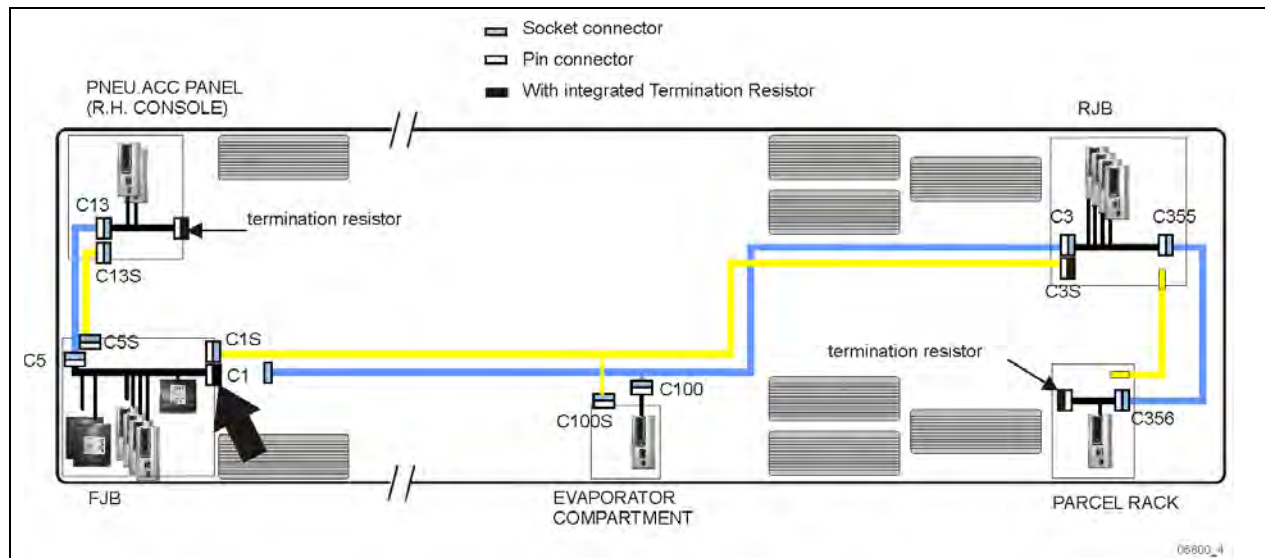 Socket connector
Pin connector
With integrated Termination Resistor
PNEU.ACC PANEL
(R.H. CONSOLE)
RJB
C13
termination resistor
C3
C355
C13S
C3S
C5S
C1S
C5
C1
termination resistor
C100
C100S
C356
FJB
EVAPORATOR
COMPARTMENT
PARCEL RACK
06800_4